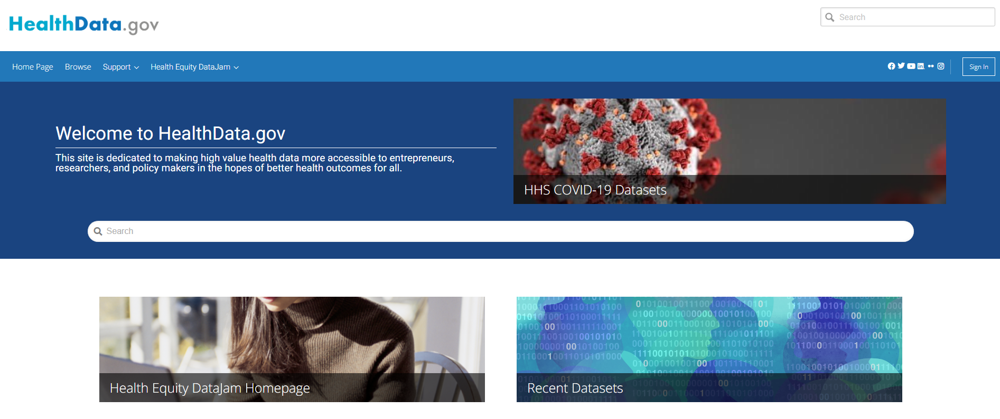 HealthData.gov
Search
Home Page
Browse
Support
Health Equity DataJam
Sign In
Welcome to HealthData.gov
This site is dedicated to making high value health data more accessible to entrepreneurs,
researchers, and policy makers in the hopes of better health outcomes for all.
HHS COVID-19 Datasets
Search
Health Equity DataJam Homepage
Recent Datasets